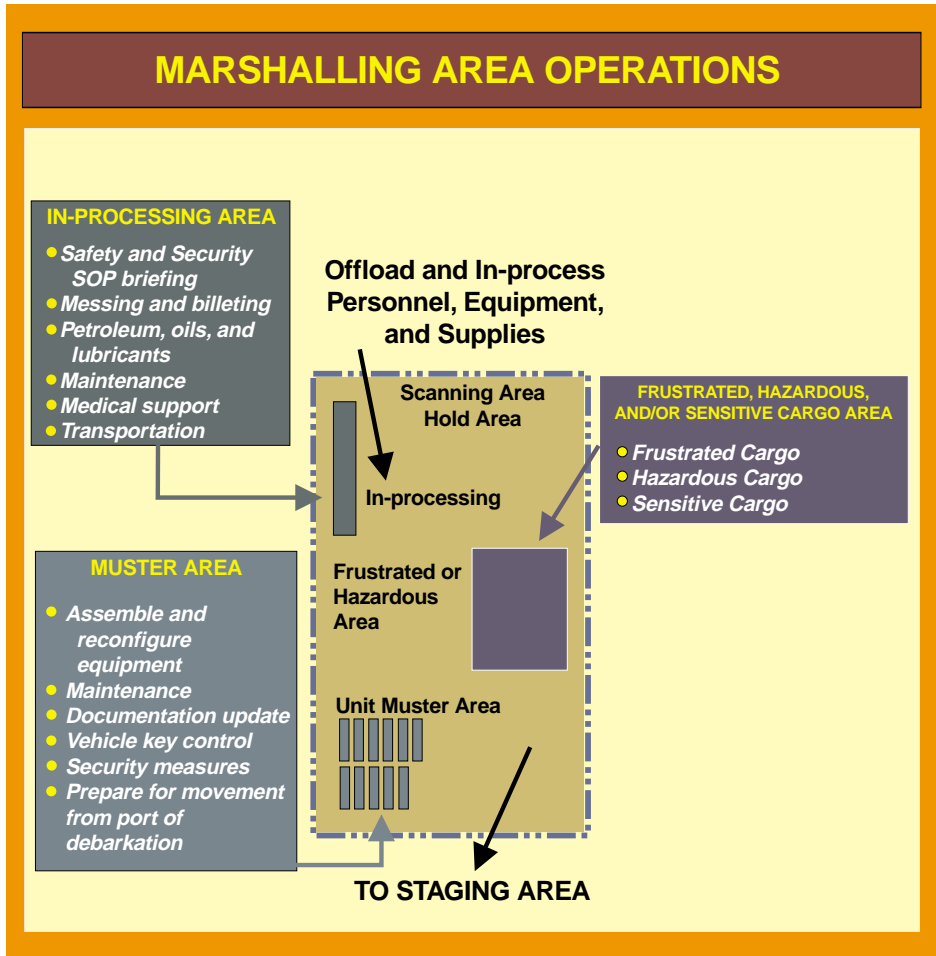 MARSHALLING AREA OPERATIONS
IN-PROCESSING AREA
Safety and Security
SOP briefing
Messing and billeting
Petroleum, oils, and
lubricants
Maintenance
Medical support
Transportation
Offload and In-process
Personnel, Equipment,
and Supplies
Scanning Area
Hold Area
In-processing
FRUSTRATED, HAZARDOUS,
AND/OR SENSITIVE CARGO AREA
Frustrated Cargo
Hazardous Cargo
Sensitive Cargo
MUSTER AREA
Assemble and
reconfigure
equipment
Maintenance
Documentation update
Vehicle key control
Security measures
Prepare for movement
from port of
debarkation
Frustrated or
Hazardous
Area
Unit Muster Area
TO STAGING AREA